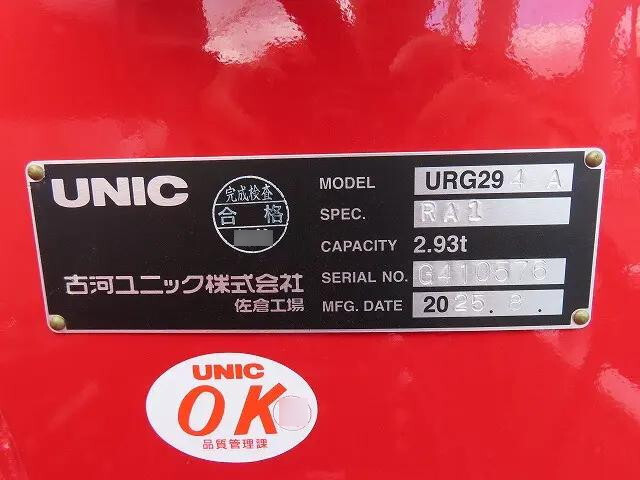 UNIC
完成検査
合格
MODEL URG294A
SPEC. RA1
CAPACITY 2.93t
SERIAL NO. G410576
MFG. DATE 2025.8.
古河ユニック株式会社
佐倉工場
UNIC
OK
品質管理課